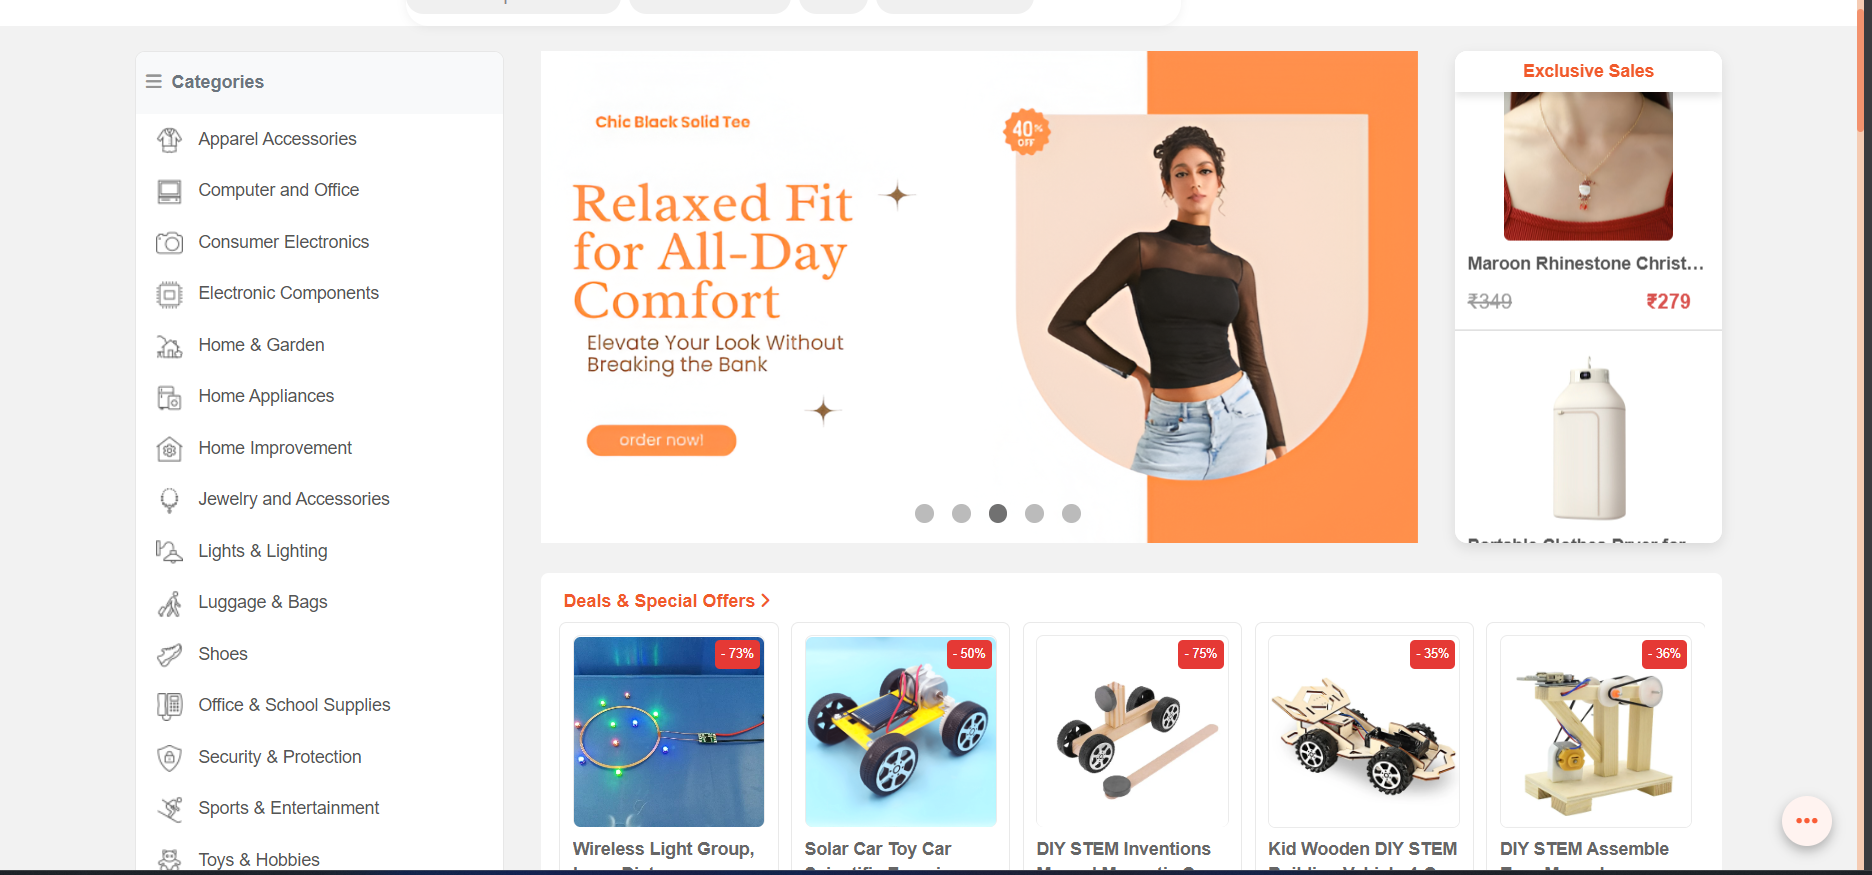 Categories
Apparel Accessories
Computer and Office
Consumer Electronics
Electronic Components
Home & Garden
Home Appliances
Home Improvement
Jewelry and Accessories
Lights & Lighting
Luggage & Bags
Shoes
Office & School Supplies
Security & Protection
Sports & Entertainment
Toys & Hobbies
Chic Black Solid Tee
40% OFF
Relaxed Fit
for All-Day
Comfort
Elevate Your Look Without
Breaking the Bank
order now!
Exclusive Sales
Maroon Rhinestone Christ...
₹349 ₹279
Portable Clothes Dryer for
Deals & Special Offers
- 73%
- 50%
- 75%
- 35%
- 36%
Wireless Light Group,
Solar Car Toy Car
DIY STEM Inventions
Kid Wooden DIY STEM
DIY STEM Assemble